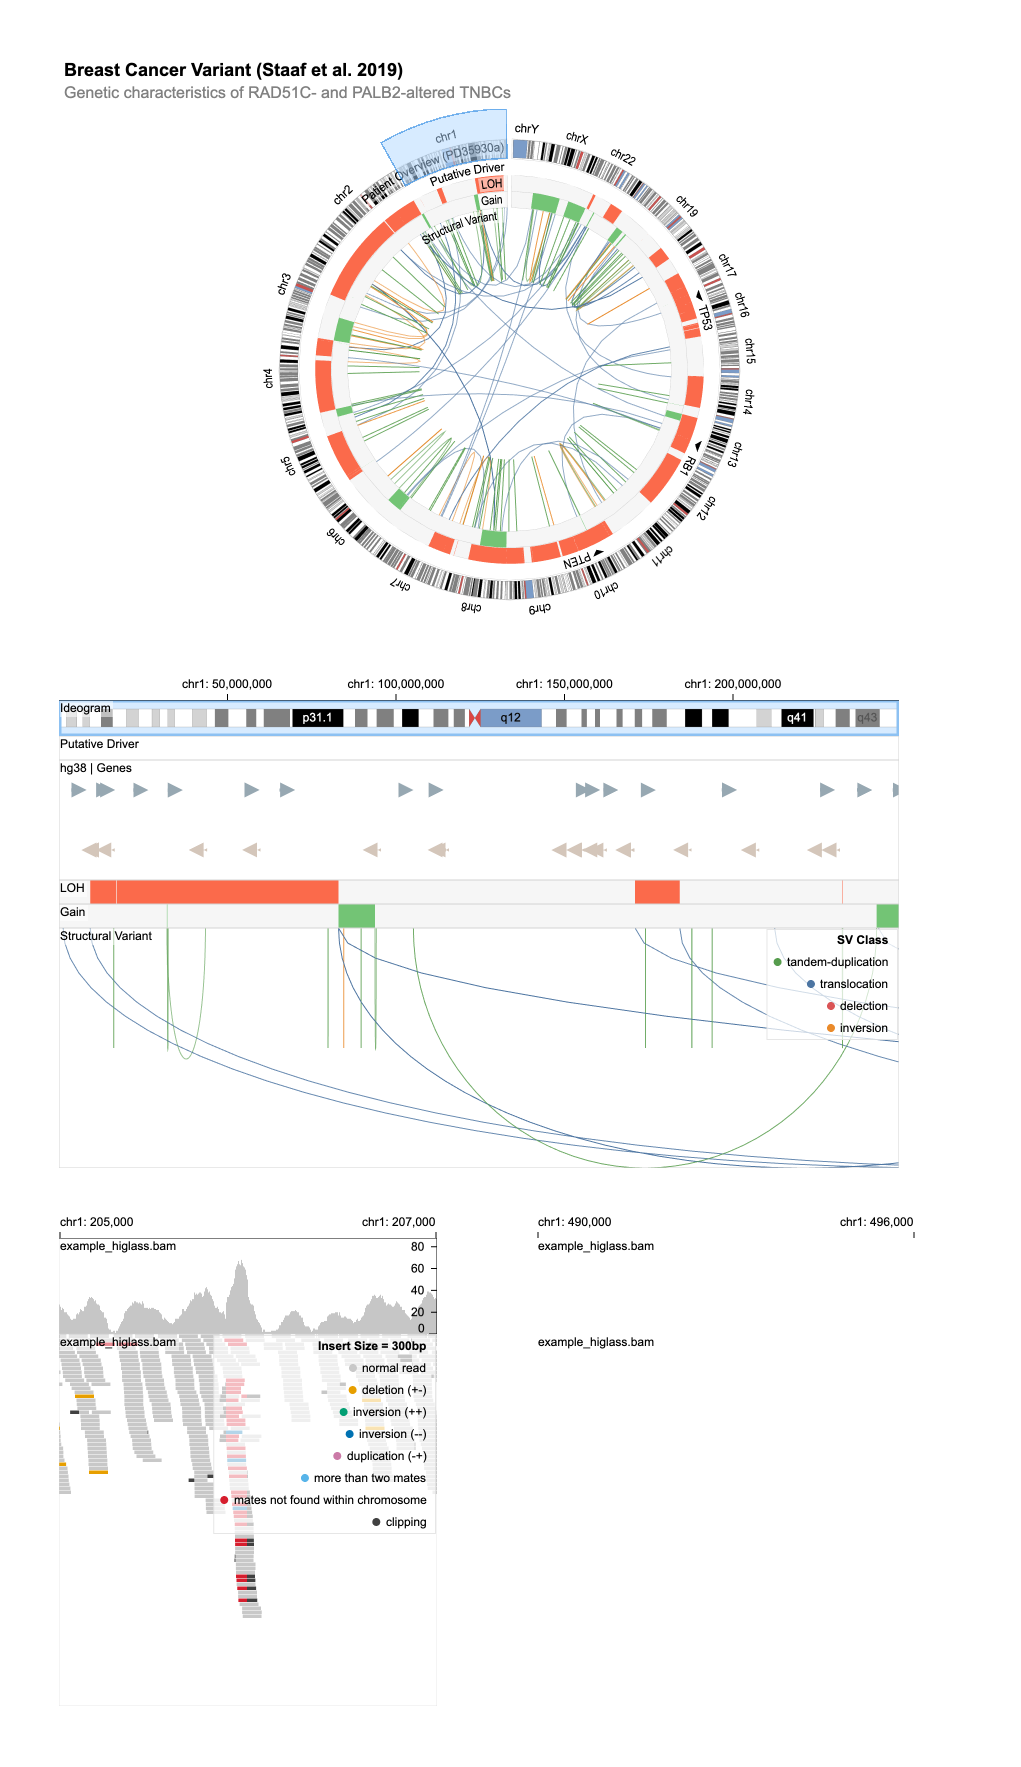 Breast Cancer Variant (Staaf et al. 2019)
Genetic characteristics of RAD51C- and PALB2-altered TNBCs
chr1
chrY
chrX
chr22
chr19
chr17
chr16
chr15
chr14
chr13
chr12
chr11
chr10
chr9
chr8
chr7
chr6
chr5
chr4
chr3
chr2
Patient Overview (PD35930a)
Putative Driver
LOH
Gain
Structural Variant
TP53
RB1
PTEN
chr1: 50,000,000 chr1: 100,000,000 chr1: 150,000,000 chr1: 200,000,000
Ideogram
p31.1 q12 q41 q43
Putative Driver
hg38 | Genes
LOH
Gain
Structural Variant
SV Class
tandem-duplication
translocation
delection
inversion
chr1: 205,000 chr1: 207,000 chr1: 490,000 chr1: 496,000
example_higlass.bam 80 example_higlass.bam
60
40
20
0
example_higlass.bam example_higlass.bam
Insert Size = 300bp
normal read
deletion (+-)
inversion (++)
inversion (--)
duplication (-+)
more than two mates
mates not found within chromosome
clipping